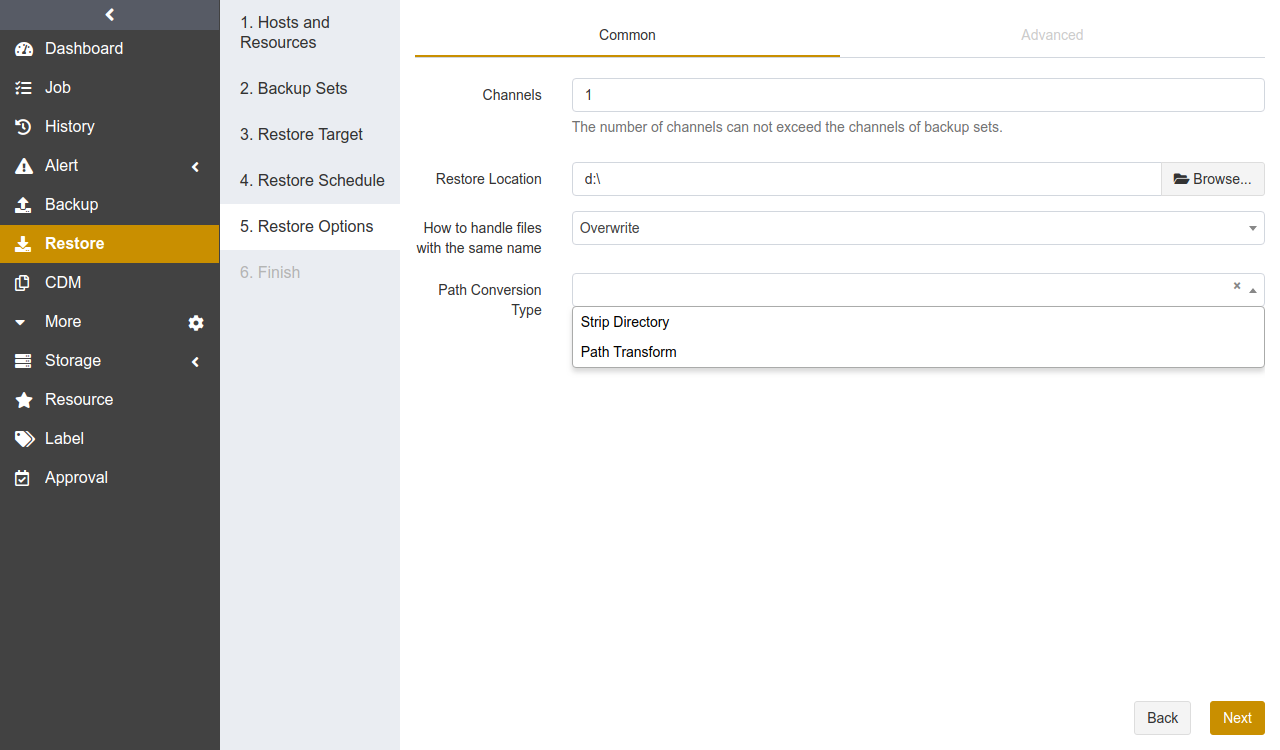 Dashboard
Job
History
Alert
Backup
Restore
CDM
More
Storage
Resource
Label
Approval
1. Hosts and
Resources
2. Backup Sets
3. Restore Target
4. Restore Schedule
5. Restore Options
6. Finish
Common
Advanced
Channels
1
The number of channels can not exceed the channels of backup sets.
Restore Location
d:\
Browse...
How to handle files
with the same name
Overwrite
Path Conversion
Type
×
Strip Directory
Path Transform
Back
Next